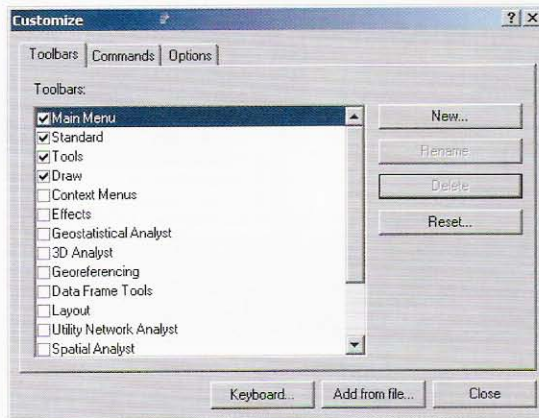 Customize
Toolbars Commands Options
Toolbars:
Main Menu
Standard
Tools
Draw
Context Menus
Effects
Geostatistical Analyst
3D Analyst
Georeferencing
Data Frame Tools
Layout
Utility Network Analyst
Spatial Analyst
New...
Rename
Delete
Reset...
Keyboard... Add from file... Close